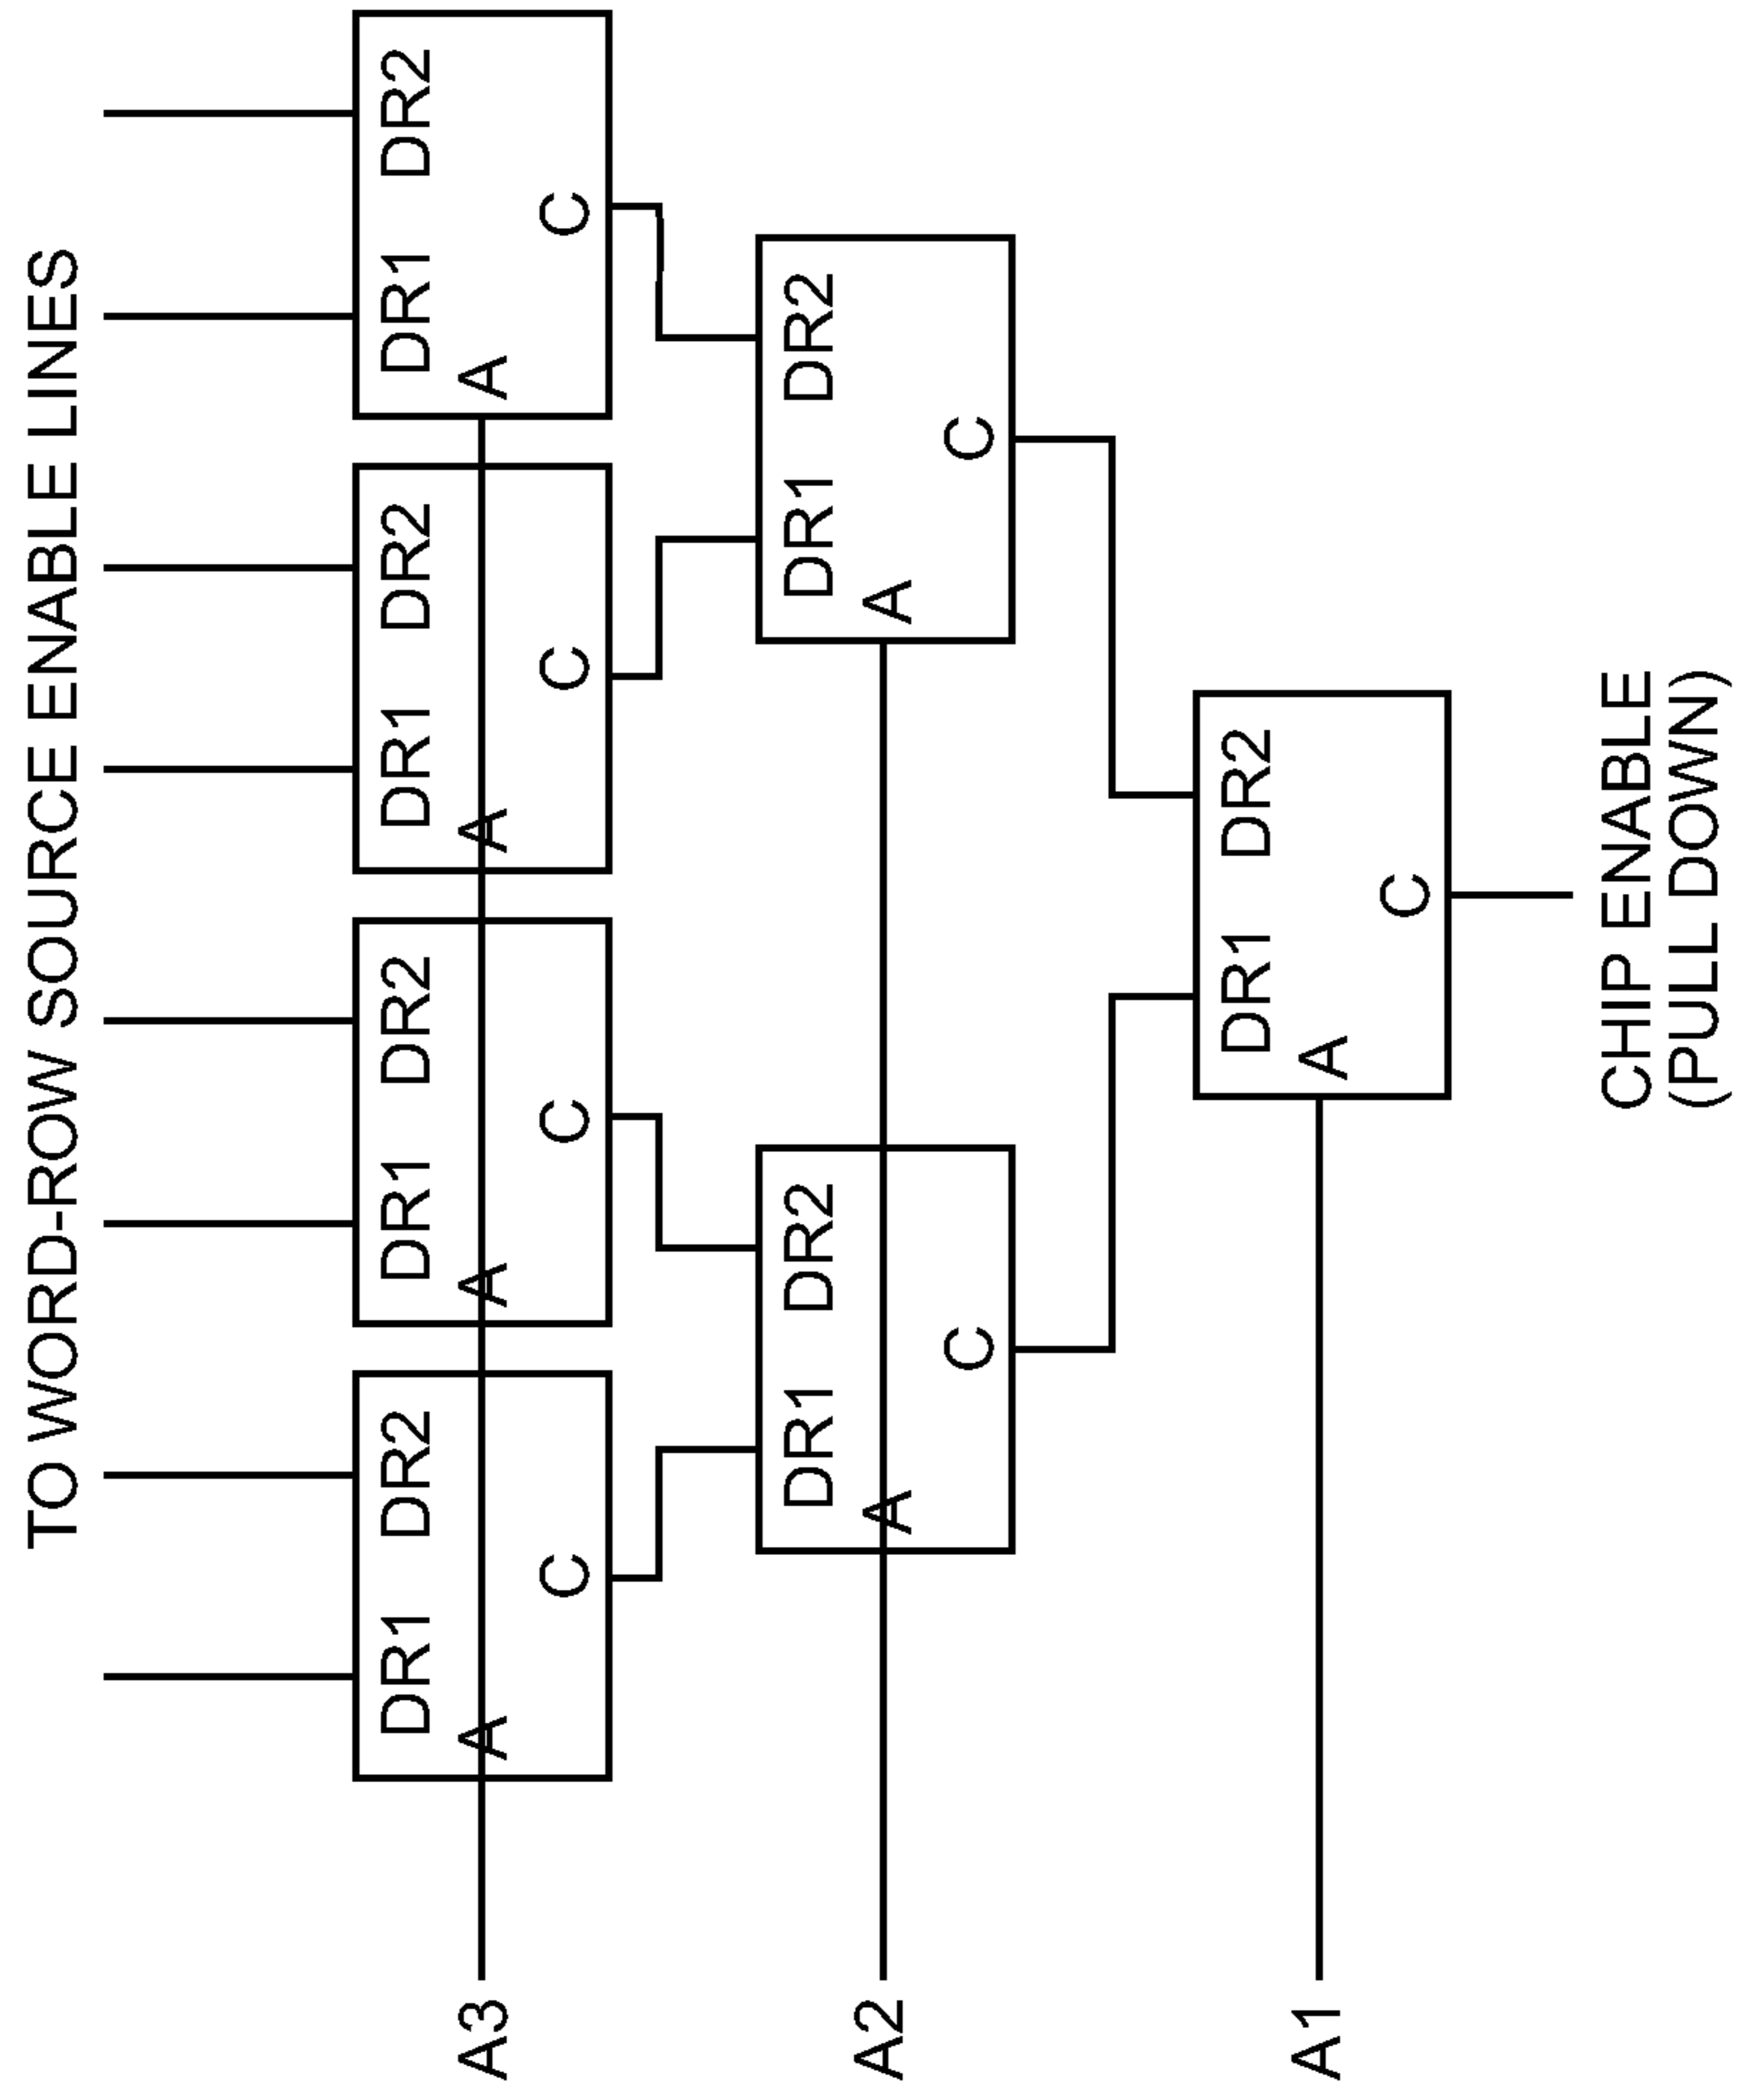 TO WORD-ROW SOURCE ENABLE LINES
DR1 DR2 DR1 DR2 DR1 DR2 DR1 DR2
A3 A A A A
C C C C
DR1 DR2 DR1 DR2
A2 A A
C C
DR1 DR2
A1 A
C
CHIP ENABLE
(PULL DOWN)